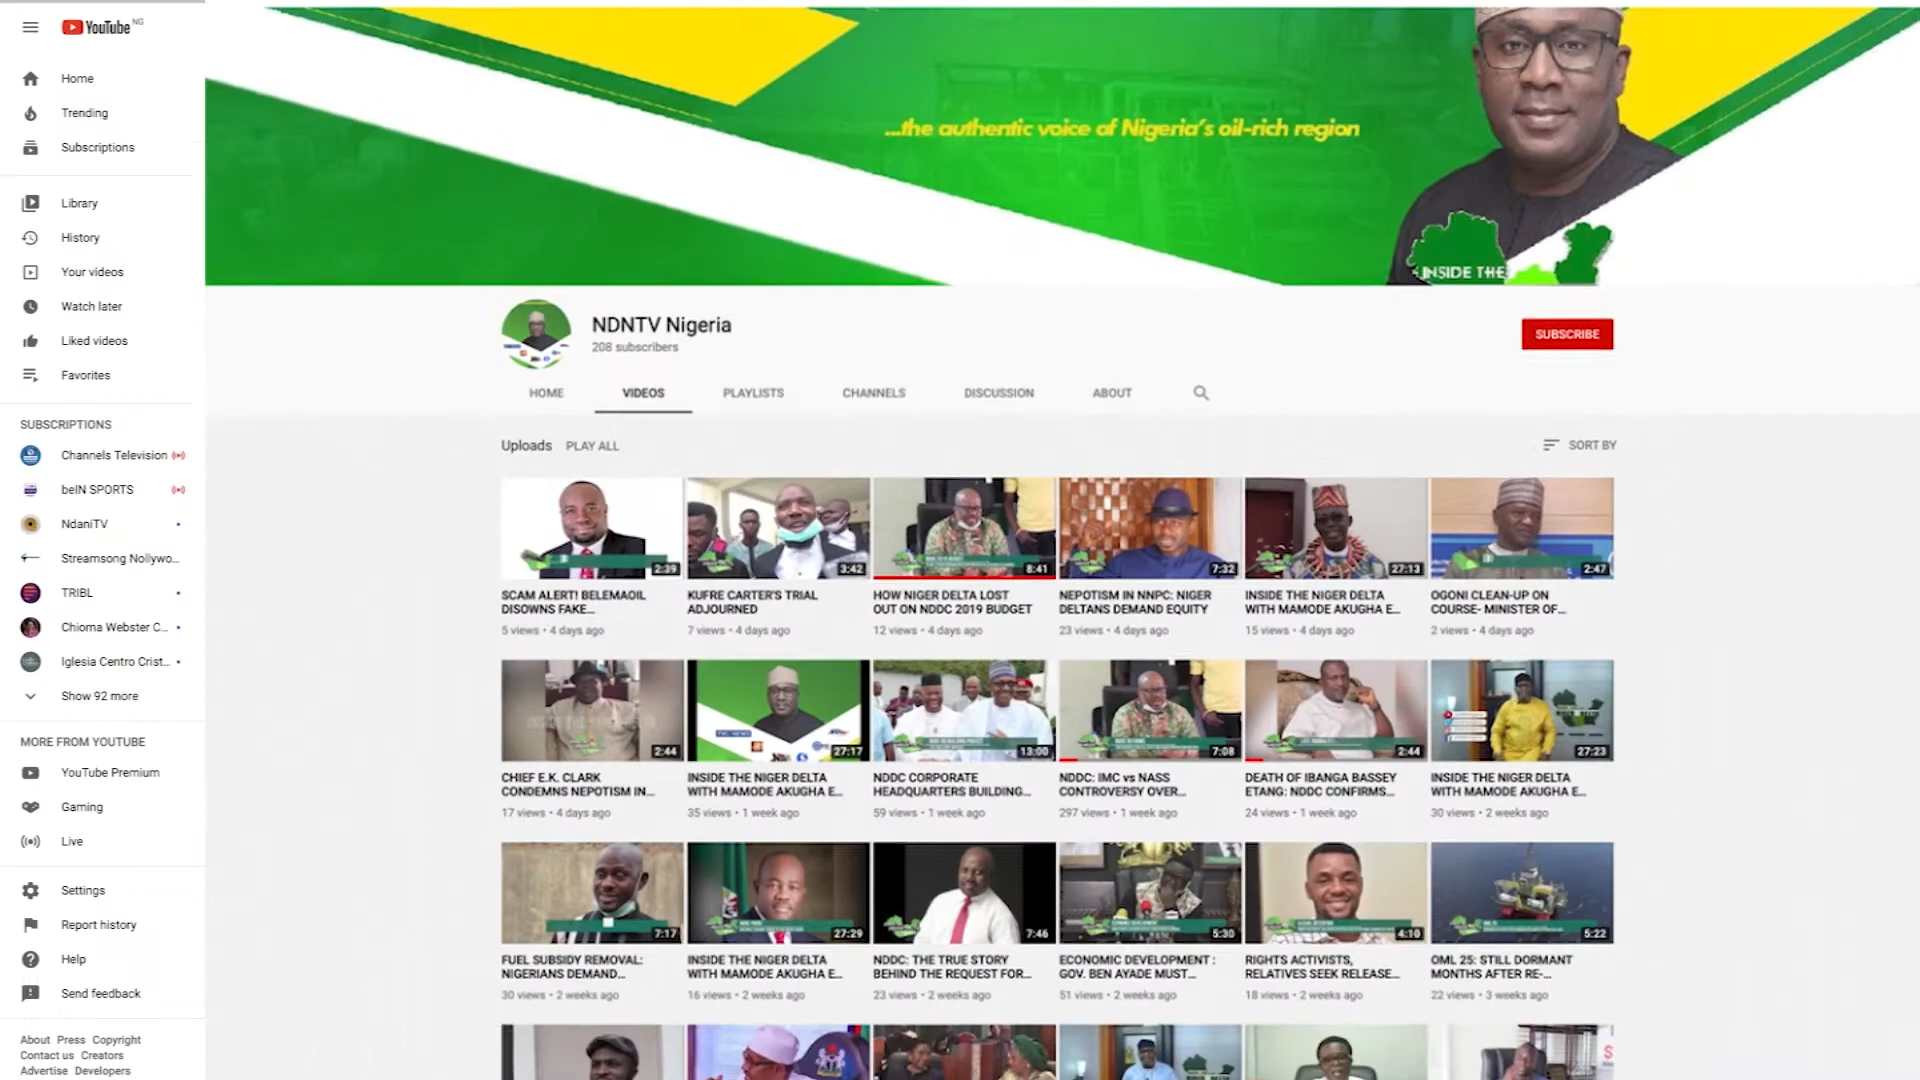 YouTube NG
Home
Trending
Subscriptions
Library
History
Your videos
Watch later
Liked videos
Favorites
SUBSCRIPTIONS
Channels Television
beIN SPORTS
NdaniTV
Streamsong Nollywo...
TRIBL
Chioma Webster C...
Iglesia Centro Crist...
Show 92 more
MORE FROM YOUTUBE
YouTube Premium
Gaming
Live
Settings
Report history
Help
Send feedback
About Press Copyright
Contact us Creators
Advertise Developers
...the authentic voice of Nigeria's oil-rich region
INSIDE THE
NDNTV Nigeria
208 subscribers
SUBSCRIBE
HOME VIDEOS PLAYLISTS CHANNELS DISCUSSION ABOUT
Uploads PLAY ALL
SORT BY
2:39 3:42 8:41 7:32 27:13 2:47
SCAM ALERT! BELEMAOIL
DISOWNS FAKE...
5 views • 4 days ago
KUFRE CARTER'S TRIAL
ADJOURNED
7 views • 4 days ago
HOW NIGER DELTA LOST
OUT ON NDDC 2019 BUDGET
12 views • 4 days ago
NEPOTISM IN NNPC: NIGER
DELTANS DEMAND EQUITY
23 views • 4 days ago
INSIDE THE NIGER DELTA
WITH MAMODE AKUGHA E...
15 views • 4 days ago
OGONI CLEAN-UP ON
COURSE- MINISTER OF...
2 views • 4 days ago
2:44 27:17 13:00 7:08 2:44 27:23
CHIEF E.K. CLARK
CONDEMNS NEPOTISM IN...
17 views • 4 days ago
INSIDE THE NIGER DELTA
WITH MAMODE AKUGHA E...
35 views • 1 week ago
NDDC CORPORATE
HEADQUARTERS BUILDING...
59 views • 1 week ago
NDDC: IMC vs NASS
CONTROVERSY OVER...
297 views • 1 week ago
DEATH OF IBANGA BASSEY
ETANG: NDDC CONFIRMS...
24 views • 1 week ago
INSIDE THE NIGER DELTA
WITH MAMODE AKUGHA E...
30 views • 2 weeks ago
7:17 27:29 7:46 5:30 4:10 5:22
FUEL SUBSIDY REMOVAL:
NIGERIANS DEMAND...
30 views • 2 weeks ago
INSIDE THE NIGER DELTA
WITH MAMODE AKUGHA E...
16 views • 2 weeks ago
NDDC: THE TRUE STORY
BEHIND THE REQUEST FOR...
23 views • 2 weeks ago
ECONOMIC DEVELOPMENT :
GOV. BEN AYADE MUST...
51 views • 2 weeks ago
RIGHTS ACTIVISTS,
RELATIVES SEEK RELEASE...
18 views • 2 weeks ago
OML 25: STILL DORMANT
MONTHS AFTER RE-...
22 views • 3 weeks ago